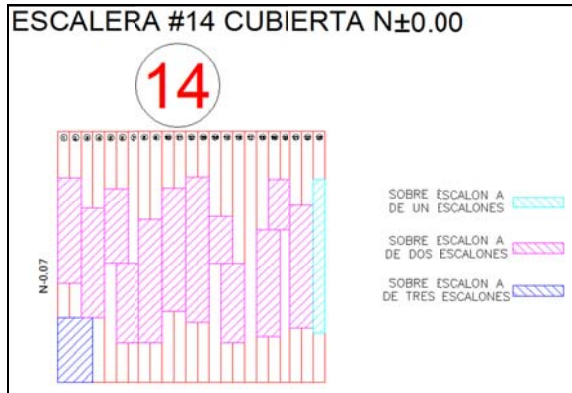 ESCALERA #14 CUBIERTA N±0.00
14
N-0.07
SOBRE ESCALON A
DE UN ESCALONES
SOBRE ESCALON A
DE DOS ESCALONES
SOBRE ESCALON A
DE TRES ESCALONES